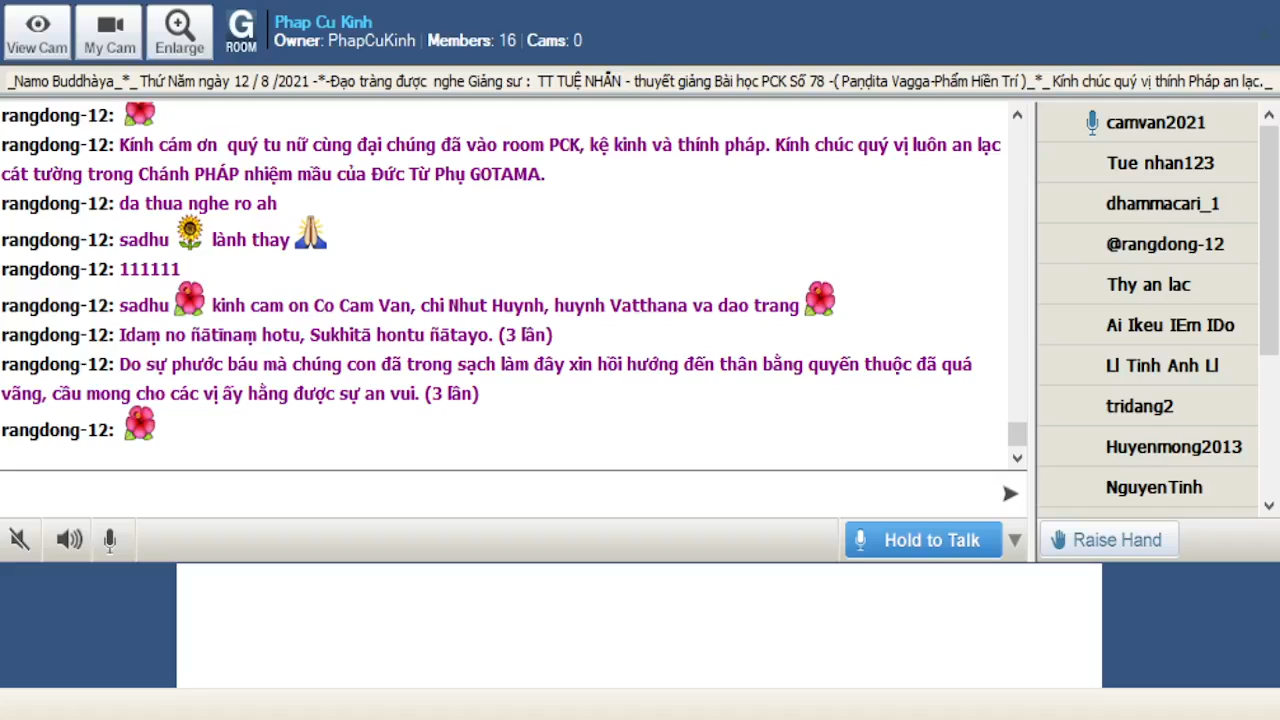 View Cam
My Cam
Enlarge
G
ROOM
Phap Cu Kinh
Owner: PhapCuKinh | Members: 16 | Cams: 0
_Namo Buddhàya_*_ Thứ Năm ngày 12 / 8 /2021 -*-Đạo tràng được nghe Giảng sư : TT TUỆ NHẪN - thuyết giảng Bài học PCK Số 78 -( Paṇḍita Vagga-Phẩm Hiền Trí )_*_ Kính chúc quý vị thính Pháp an lạc._
rangdong-12:
rangdong-12: Kính cám ơn quý tu nữ cùng đại chúng đã vào room PCK, kệ kinh và thính pháp. Kính chúc quý vị luôn an lạc
cát tường trong Chánh PHÁP nhiệm mầu của Đức Từ Phụ GOTAMA.
rangdong-12: da thua nghe ro ah
rangdong-12: sadhu lành thay
rangdong-12: 111111
rangdong-12: sadhu kinh cam on Co Cam Van, chi Nhut Huynh, huynh Vatthana va dao trang
rangdong-12: Idaṃ no ñātīnaṃ hotu, Sukhitā hontu ñātayo. (3 lần)
rangdong-12: Do sự phước báu mà chúng con đã trong sạch làm đây xin hồi hướng đến thân bằng quyến thuộc đã quá
vãng, cầu mong cho các vị ấy hằng được sự an vui. (3 lần)
rangdong-12:
camvan2021
Tue nhan123
dhammacari_1
@rangdong-12
Thy an lac
Ai Ikeu IEm IDo
Ll Tinh Anh Ll
tridang2
Huyenmong2013
NguyenTinh
Hold to Talk
Raise Hand